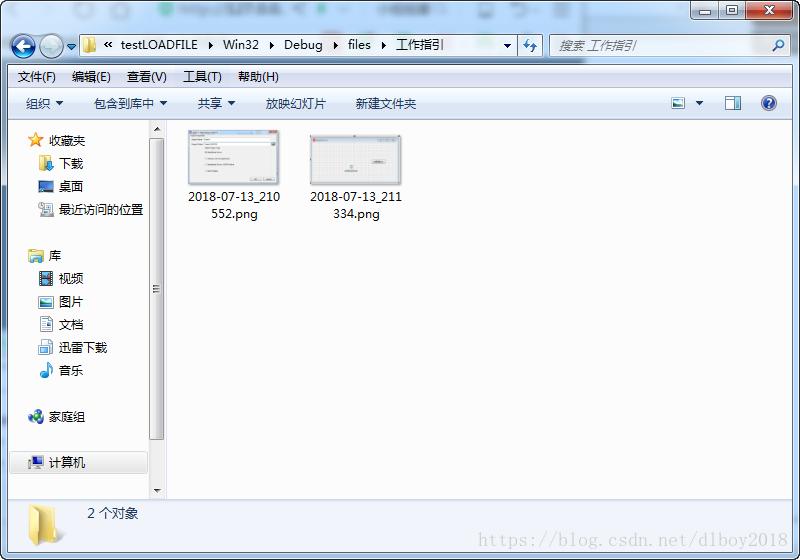 « testLOADFILE ▸ Win32 ▸ Debug ▸ files ▸ 工作指引
搜索 工作指引
文件(F) 编辑(E) 查看(V) 工具(T) 帮助(H)
组织 包含到库中 共享 放映幻灯片 新建文件夹
收藏夹
下载
桌面
最近访问的位置
库
视频
图片
文档
迅雷下载
音乐
家庭组
计算机
2018-07-13_210
552.png
2018-07-13_211
334.png
2 个对象
https://blog.csdn.net/dlboy2018